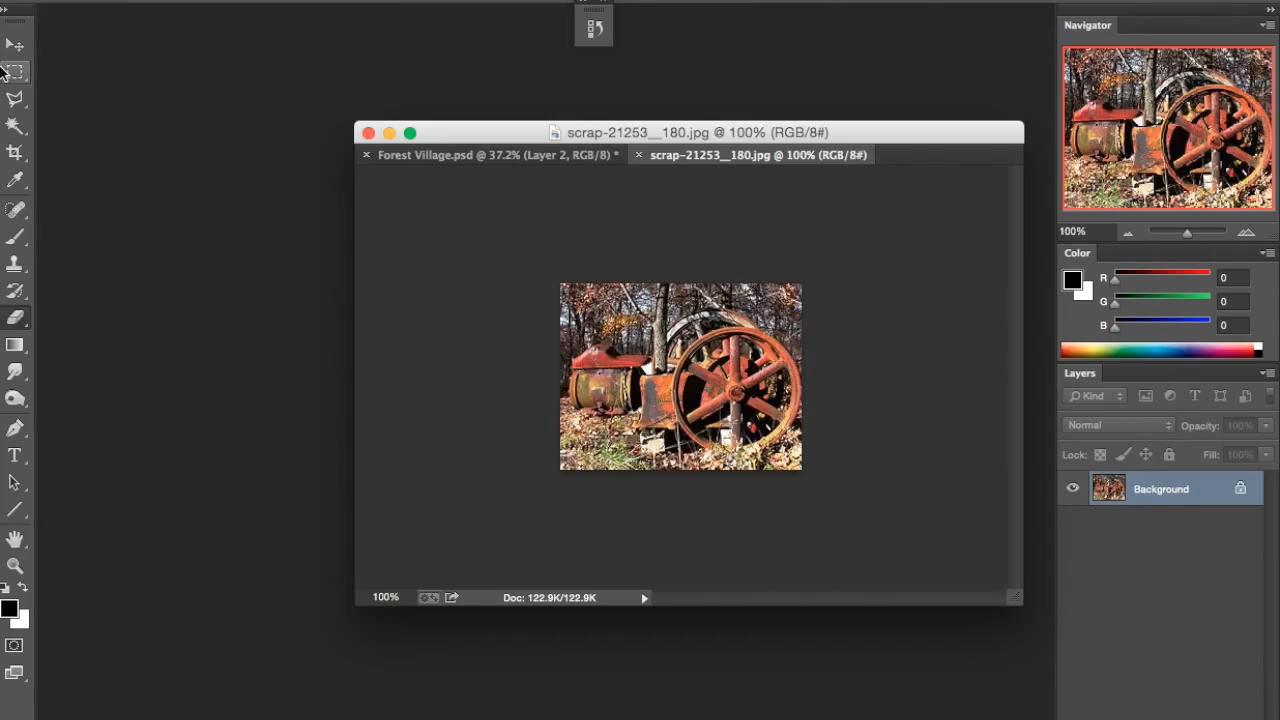 Navigator
scrap-21253__180.jpg @ 100% (RGB/8#)
Forest Village.psd @ 37.2% (Layer 2, RGB/8) *
scrap-21253__180.jpg @ 100% (RGB/8#)
100%
Color
R 0
G 0
B 0
Layers
Kind
Normal Opacity: 100%
Lock: Fill: 100%
Background
100% Doc: 122.9K/122.9K
T